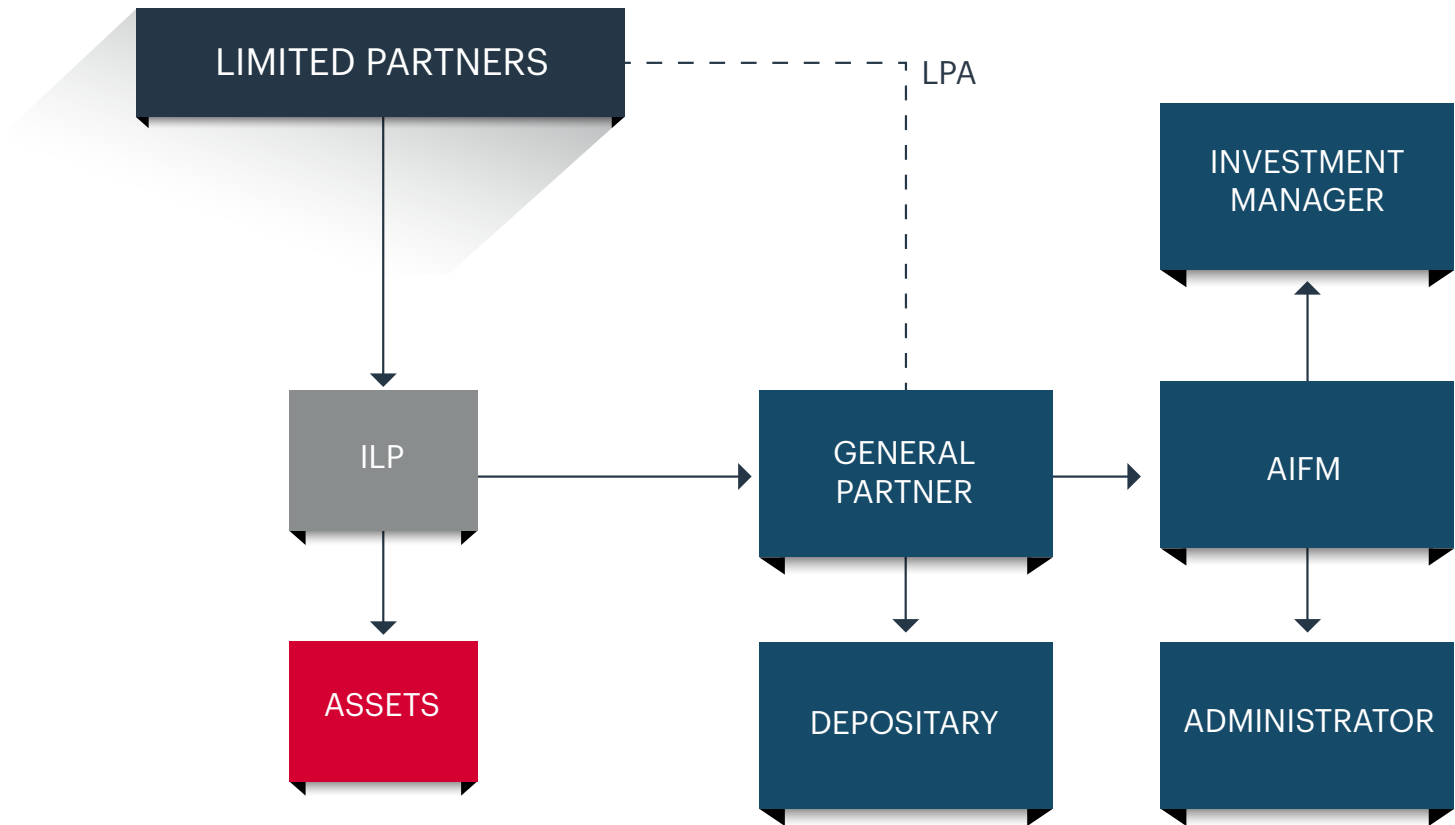 LIMITED PARTNERS
LPA
INVESTMENT
MANAGER
ILP
GENERAL
PARTNER
AIFM
ASSETS
DEPOSITARY
ADMINISTRATOR